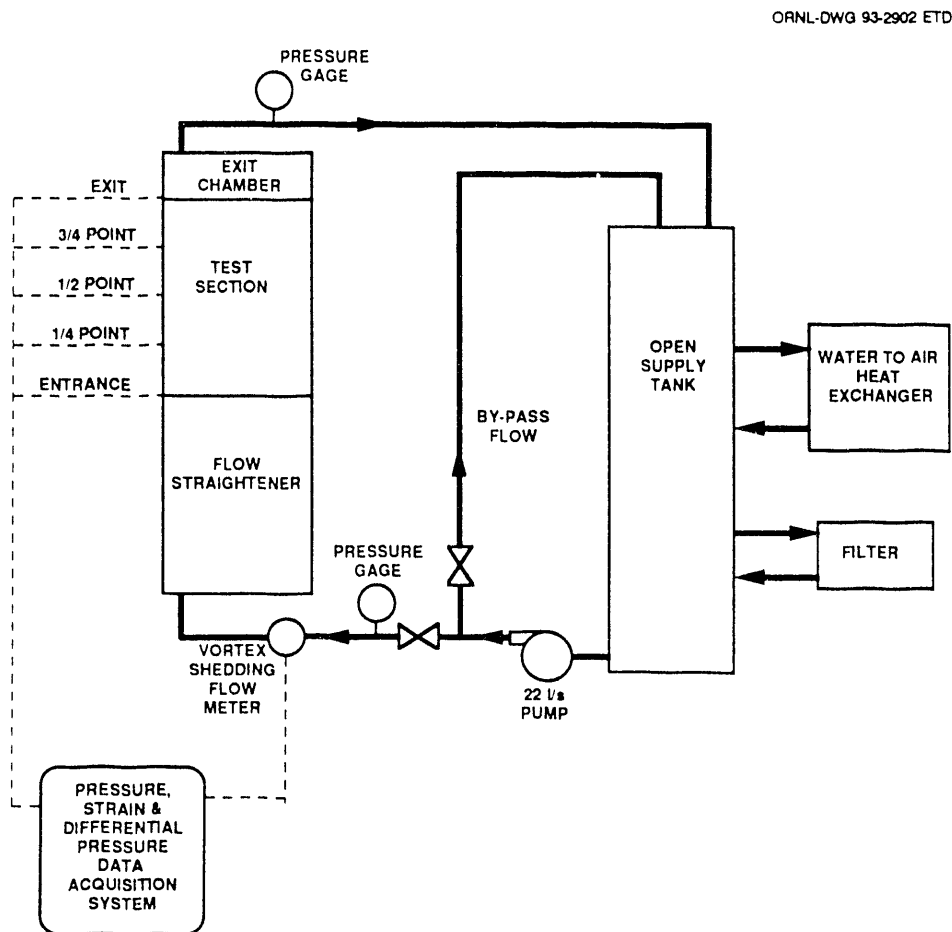 ORNL-DWG 93-2902 ETD
PRESSURE
GAGE
EXIT
CHAMBER
EXIT
3/4 POINT
TEST
SECTION
1/2 POINT
1/4 POINT
ENTRANCE
FLOW
STRAIGHTENER
BY-PASS
FLOW
OPEN
SUPPLY
TANK
WATER TO AIR
HEAT
EXCHANGER
FILTER
PRESSURE
GAGE
VORTEX
SHEDDING
FLOW
METER
22 l/s
PUMP
PRESSURE,
STRAIN &
DIFFERENTIAL
PRESSURE
DATA
ACQUISITION
SYSTEM